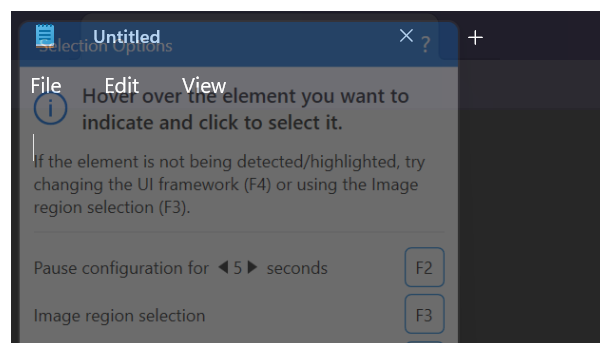 Untitled
Selection Options ?
File Edit View
Hover over the element you want to
indicate and click to select it.
If the element is not being detected/highlighted, try
changing the UI framework (F4) or using the Image
region selection (F3).
Pause configuration for 5 seconds F2
Image region selection F3